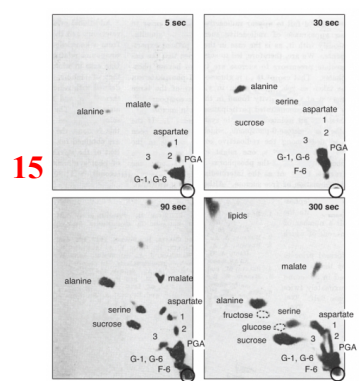 15
5 sec
alanine
malate
aspartate
1
3
2
PGA
G-1, G-6
30 sec
alanine
serine
aspartate
sucrose
1
2
3
PGA
G-1, G-6
F-6
90 sec
alanine
malate
serine
aspartate
sucrose
1
2
3
PGA
G-1, G-6
F-6
300 sec
lipids
malate
alanine
fructose
serine
aspartate
glucose
1
sucrose
3
2
PGA
G-1, G-6
F-6